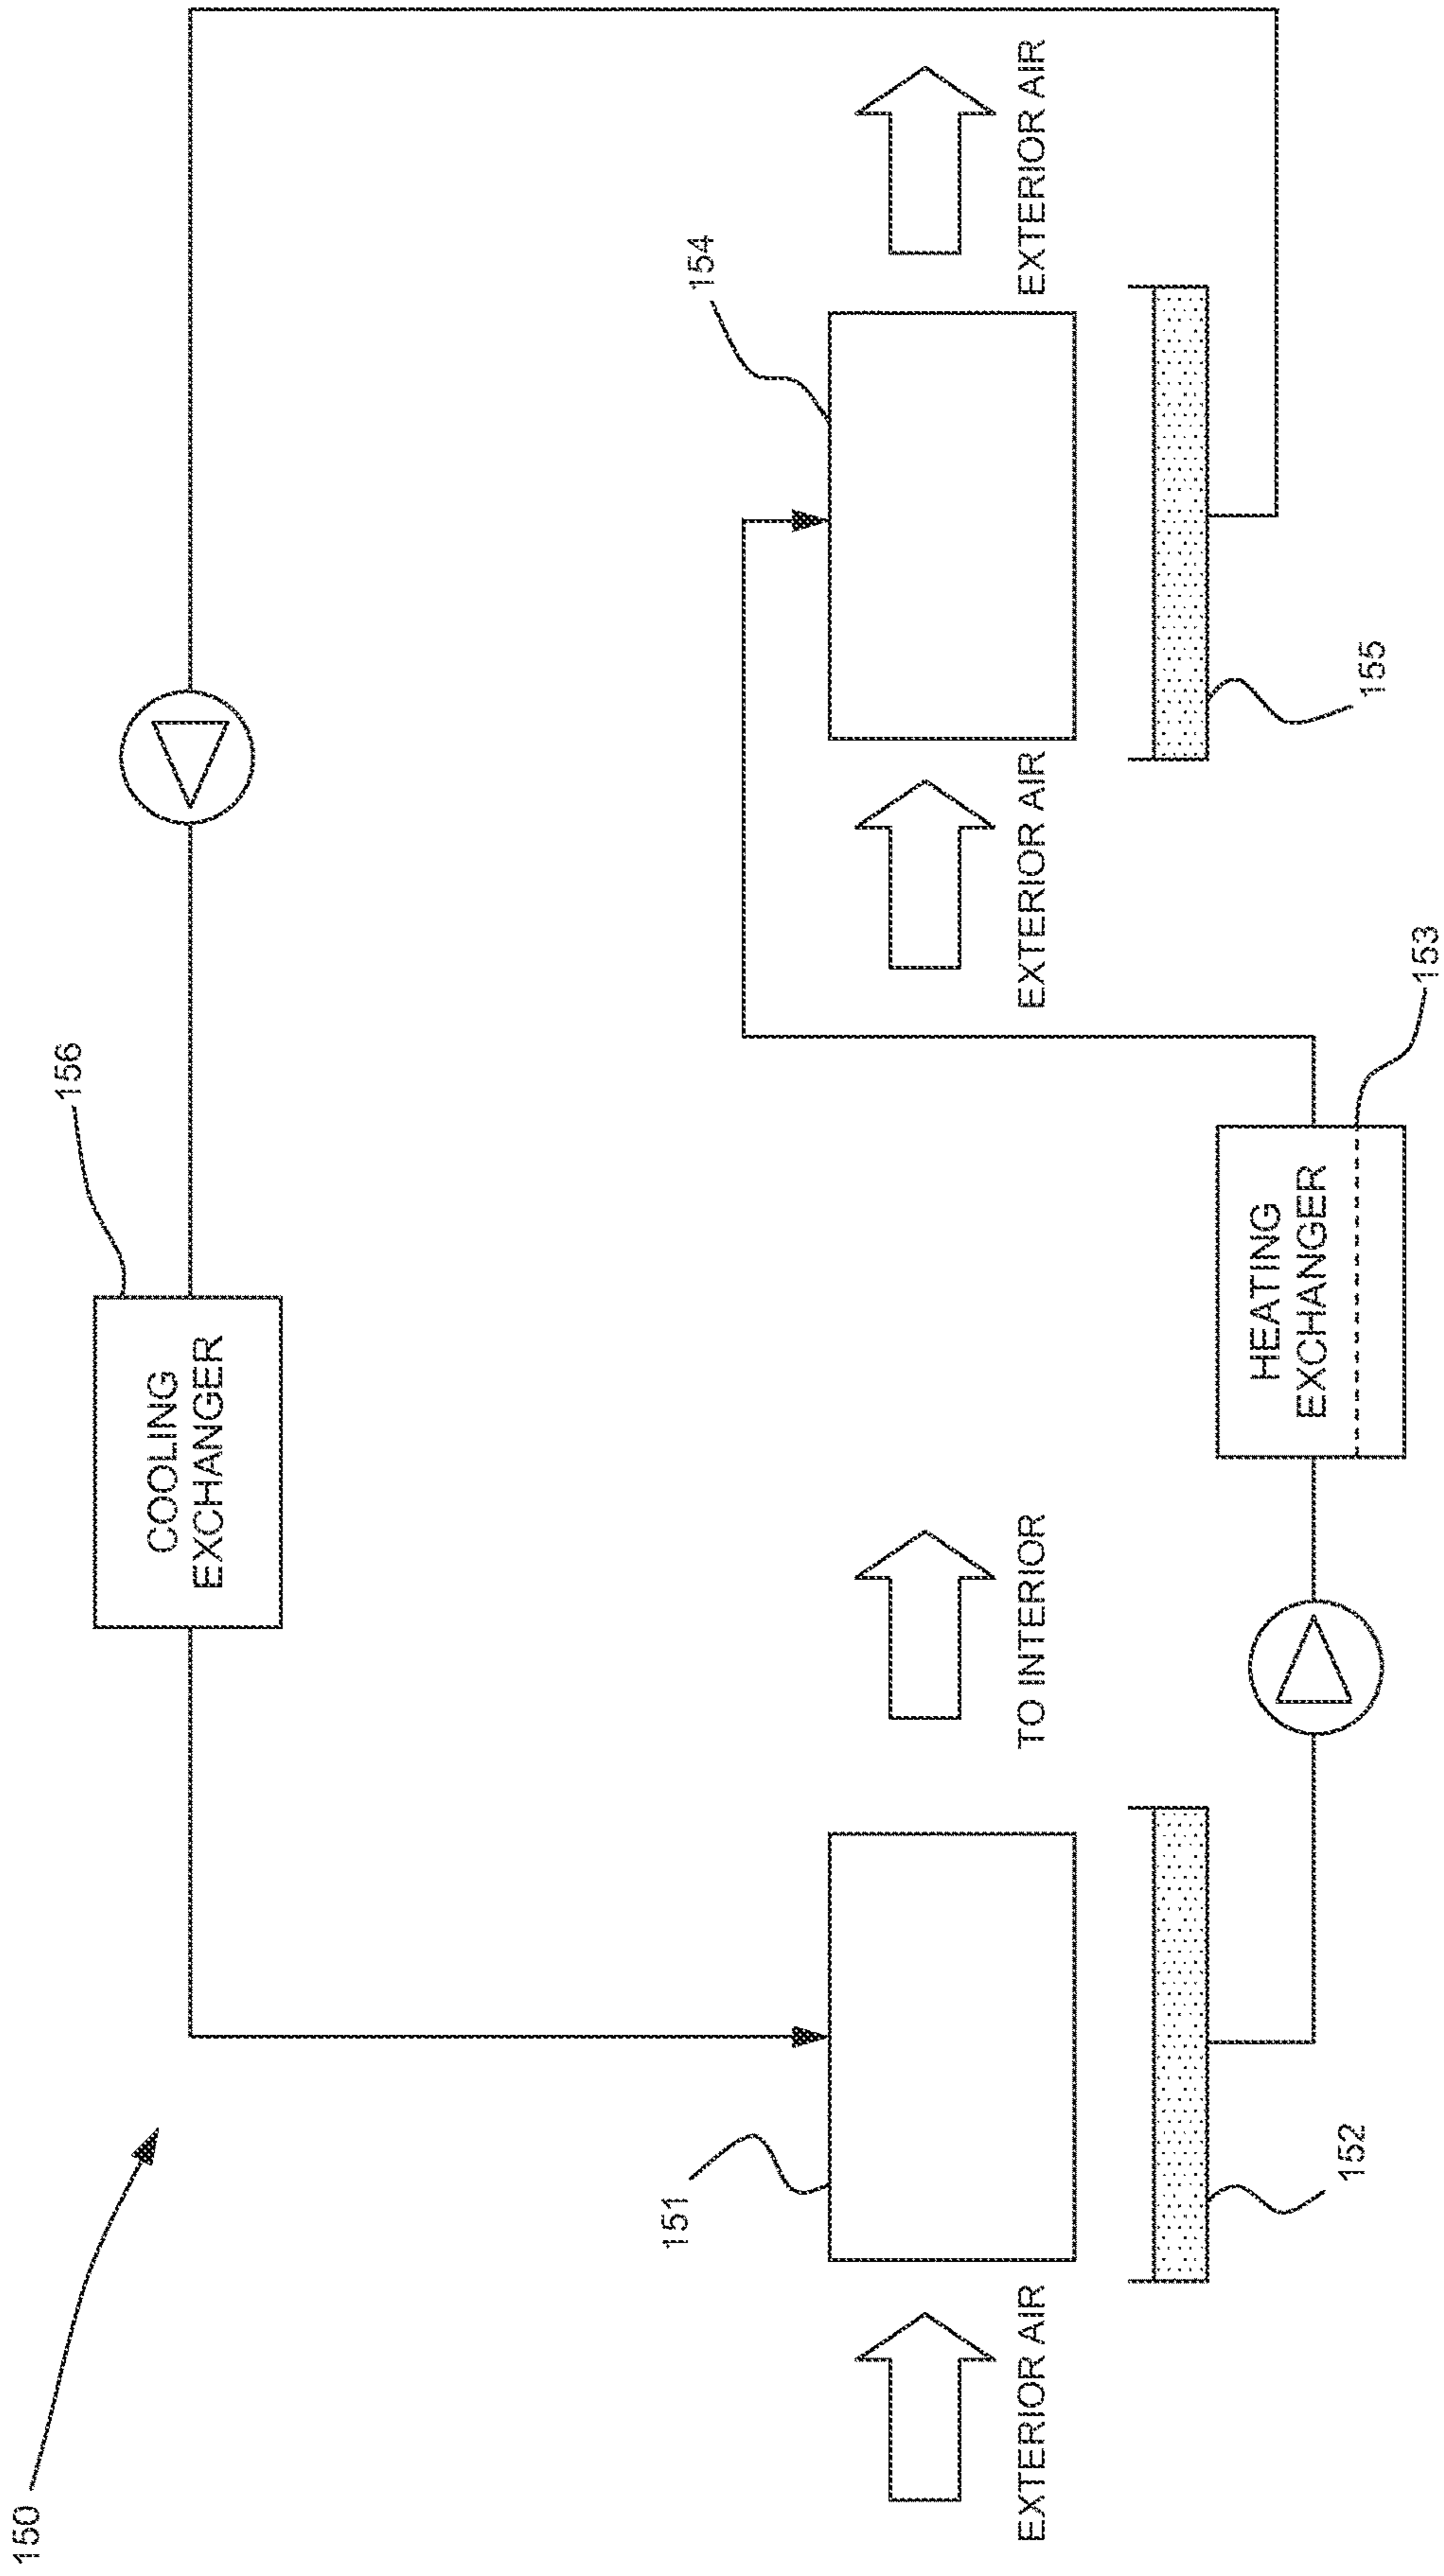 150
156
COOLING
EXCHANGER
151
154
EXTERIOR AIR
TO INTERIOR
EXTERIOR AIR
EXTERIOR AIR
152
HEATING
EXCHANGER
153
155